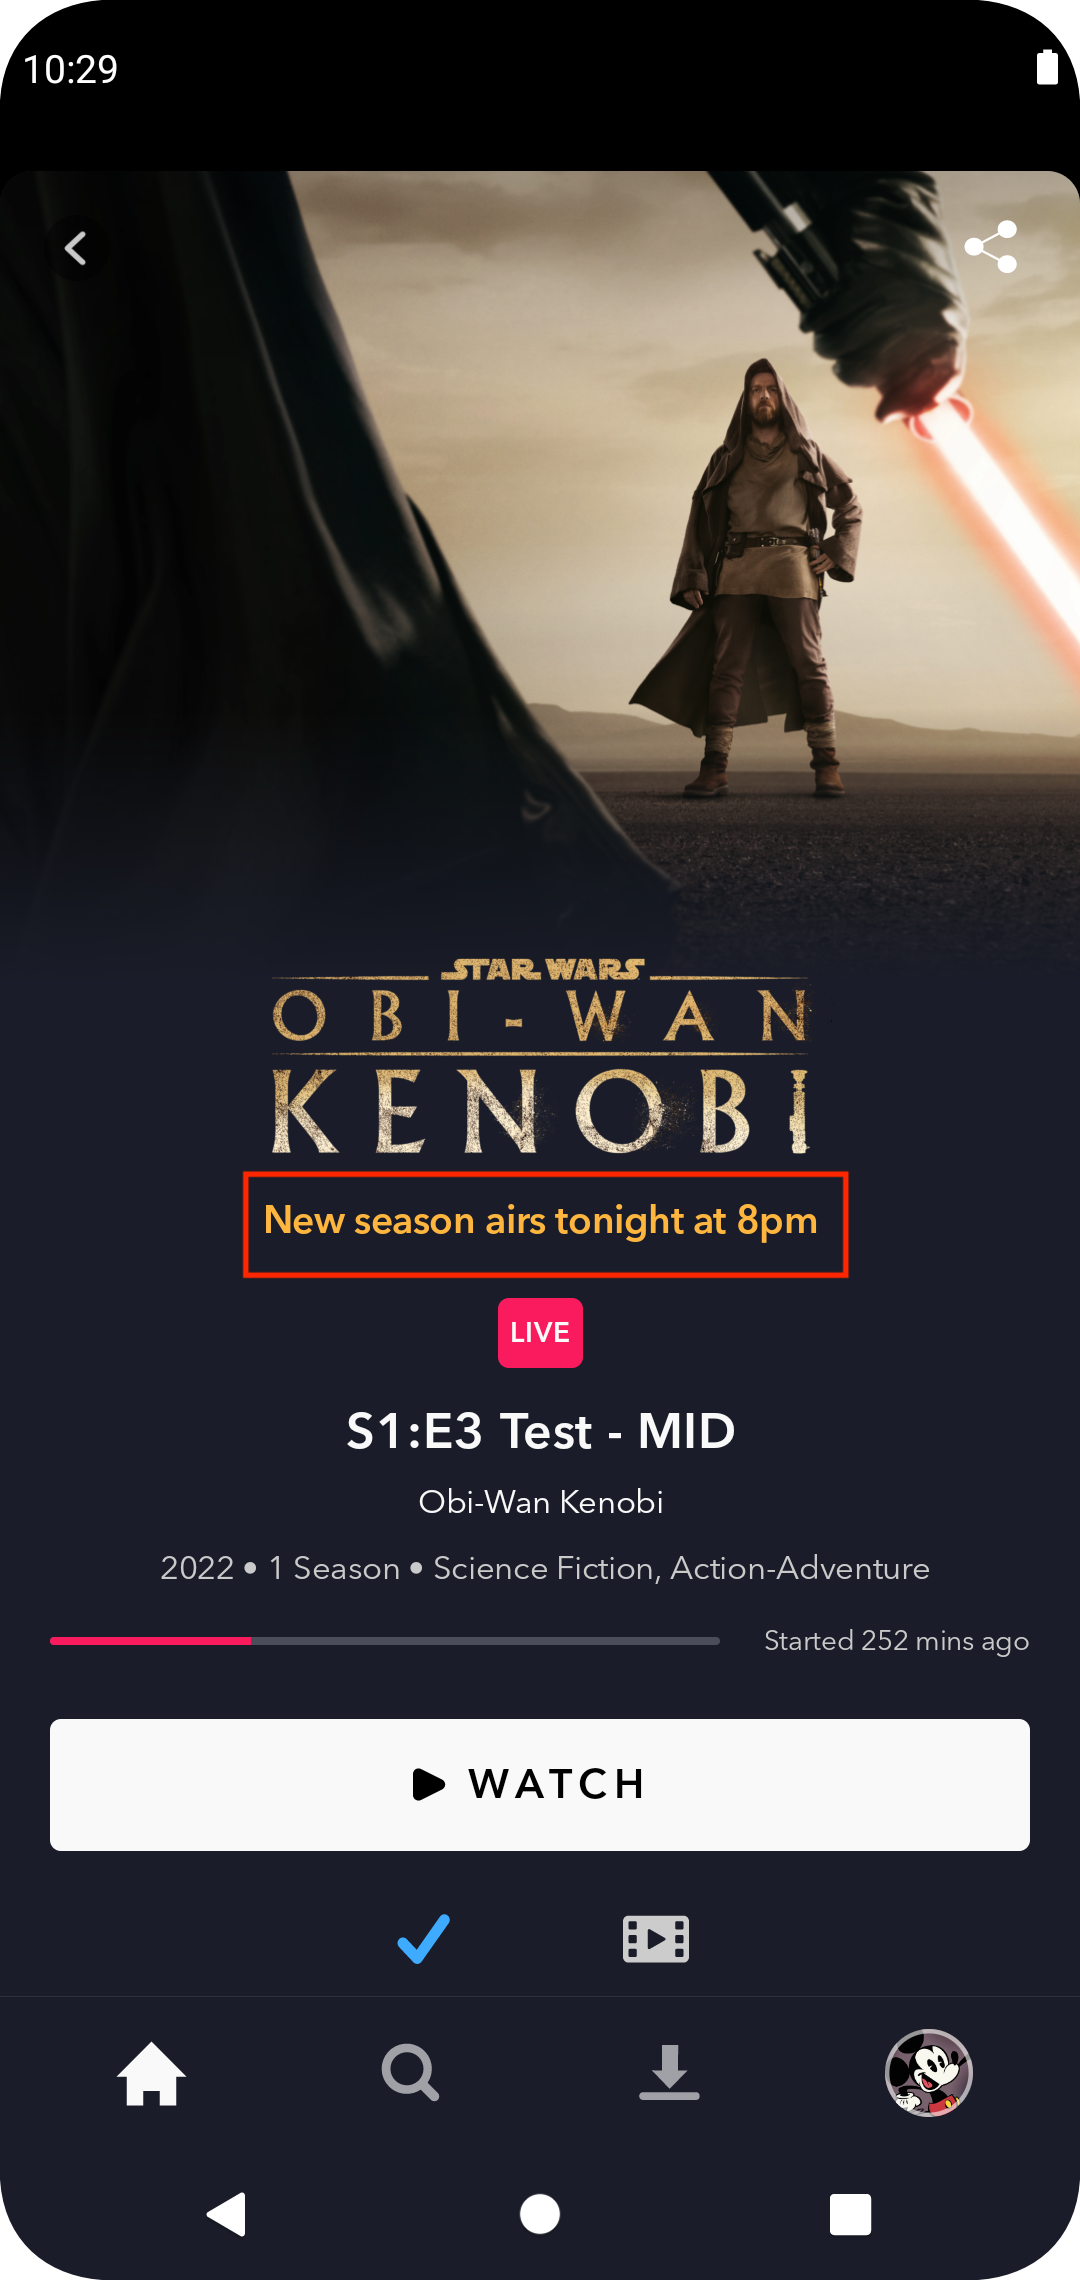 10:29
STAR WARS
OBI-WAN
KENOBI
New season airs tonight at 8pm
LIVE
S1:E3 Test - MID
Obi-Wan Kenobi
2022 • 1 Season • Science Fiction, Action-Adventure
Started 252 mins ago
WATCH